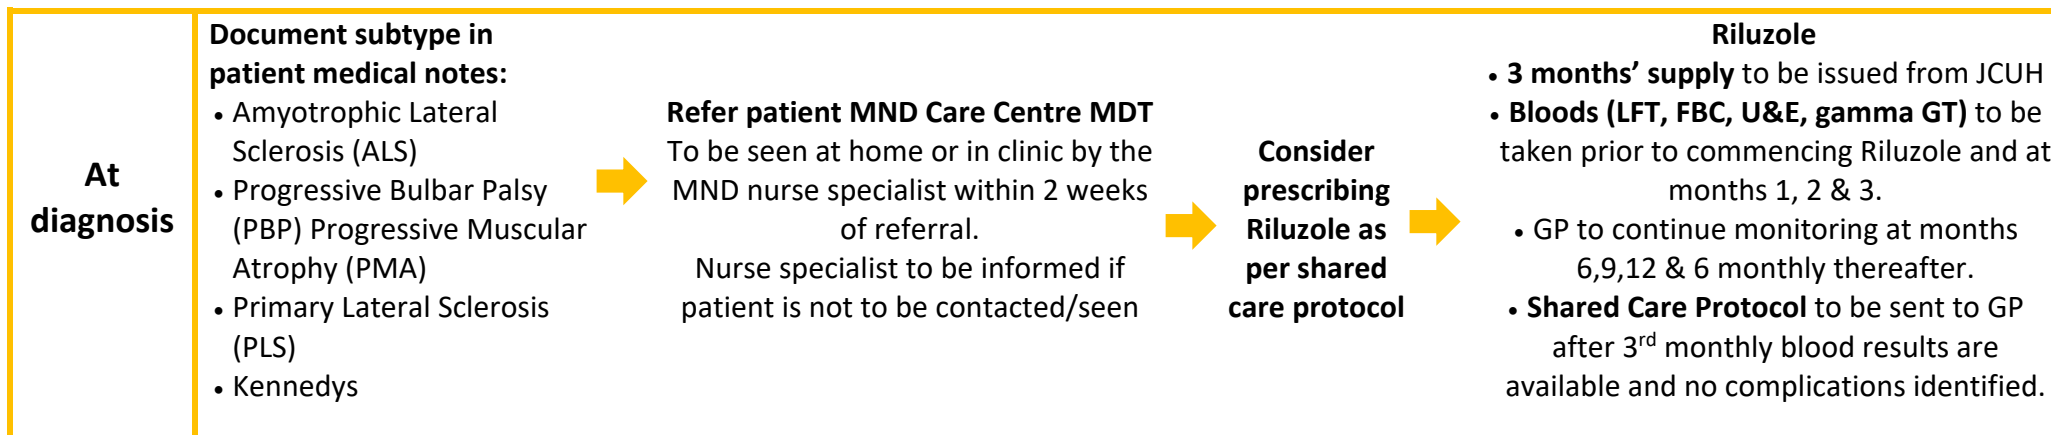 At
diagnosis
Document subtype in
patient medical notes:
• Amyotrophic Lateral
Sclerosis (ALS)
• Progressive Bulbar Palsy
(PBP) Progressive Muscular
Atrophy (PMA)
• Primary Lateral Sclerosis
(PLS)
• Kennedys
Refer patient MND Care Centre MDT
To be seen at home or in clinic by the
MND nurse specialist within 2 weeks
of referral.
Nurse specialist to be informed if
patient is not to be contacted/seen
Consider
prescribing
Riluzole as
per shared
care protocol
Riluzole
• 3 months’ supply to be issued from JCUH
• Bloods (LFT, FBC, U&E, gamma GT) to be
taken prior to commencing Riluzole and at
months 1, 2 & 3.
• GP to continue monitoring at months
6,9,12 & 6 monthly thereafter.
• Shared Care Protocol to be sent to GP
after 3rd monthly blood results are
available and no complications identified.